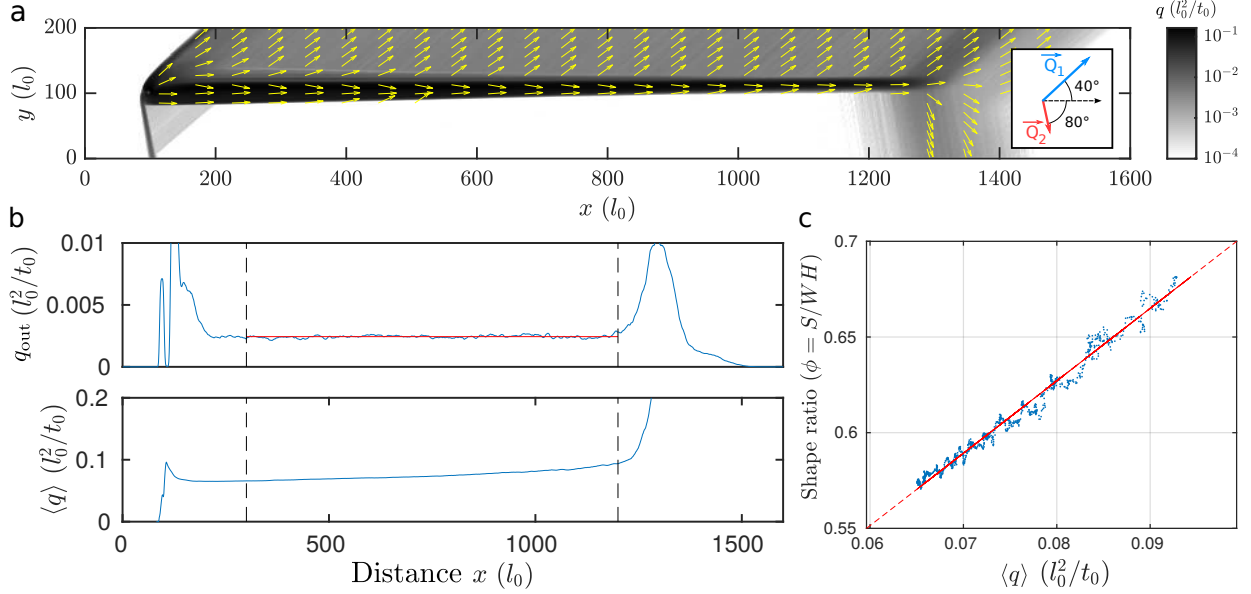 a
y (l₀)
200
100
0
0
200
400
600
800
1000
1200
1400
1600
x (l₀)
Q₁
40°
80°
Q₂
q (l₀²/t₀)
10⁻¹
10⁻²
10⁻³
10⁻⁴
b
q_out (l₀²/t₀)
0.01
0.005
0
⟨q⟩ (l₀²/t₀)
0.2
0.1
0
0
500
1000
1500
Distance x (l₀)
c
Shape ratio (ϕ = S/WH)
0.7
0.65
0.6
0.55
0.06
0.07
0.08
0.09
⟨q⟩ (l₀²/t₀)